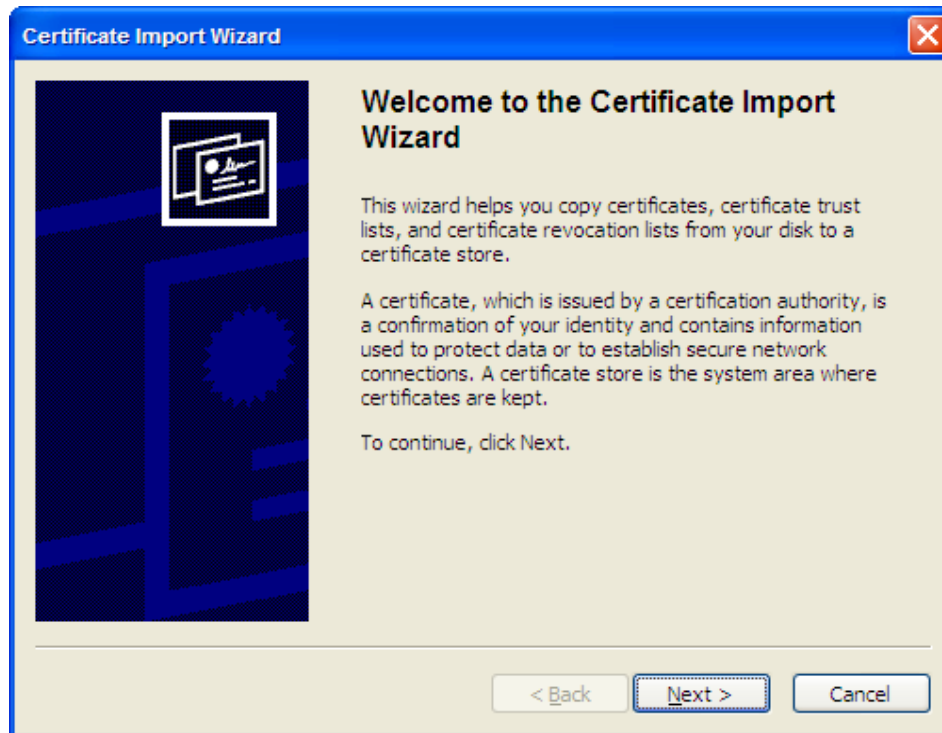 Certificate Import Wizard
Welcome to the Certificate Import
Wizard
This wizard helps you copy certificates, certificate trust
lists, and certificate revocation lists from your disk to a
certificate store.
A certificate, which is issued by a certification authority, is
a confirmation of your identity and contains information
used to protect data or to establish secure network
connections. A certificate store is the system area where
certificates are kept.
To continue, click Next.
< Back Next > Cancel